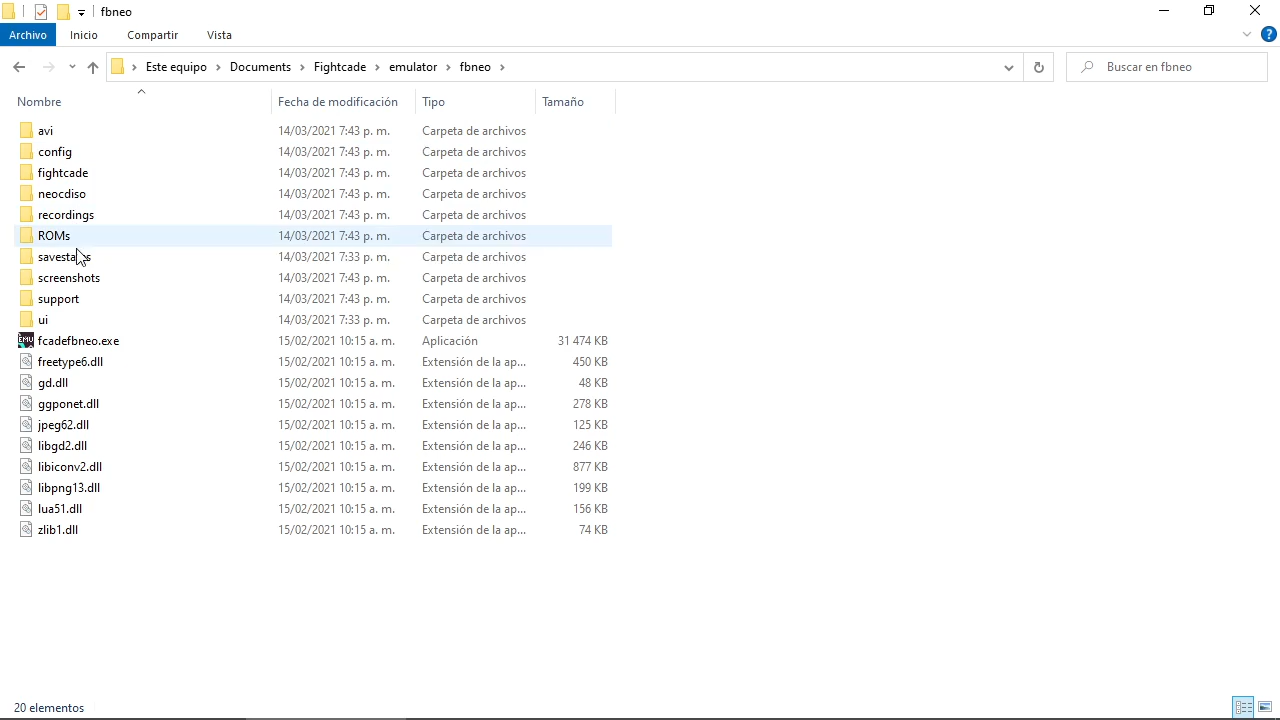 fbneo
Archivo Inicio Compartir Vista
Este equipo Documents Fightcade emulator fbneo
Buscar en fbneo
Nombre Fecha de modificación Tipo Tamaño
avi 14/03/2021 7:43 p. m. Carpeta de archivos
config 14/03/2021 7:43 p. m. Carpeta de archivos
fightcade 14/03/2021 7:43 p. m. Carpeta de archivos
neocdiso 14/03/2021 7:43 p. m. Carpeta de archivos
recordings 14/03/2021 7:43 p. m. Carpeta de archivos
ROMs 14/03/2021 7:43 p. m. Carpeta de archivos
savestates 14/03/2021 7:33 p. m. Carpeta de archivos
screenshots 14/03/2021 7:43 p. m. Carpeta de archivos
support 14/03/2021 7:43 p. m. Carpeta de archivos
ui 14/03/2021 7:33 p. m. Carpeta de archivos
fcadefbneo.exe 15/02/2021 10:15 a. m. Aplicación 31 474 KB
freetype6.dll 15/02/2021 10:15 a. m. Extensión de la ap... 450 KB
gd.dll 15/02/2021 10:15 a. m. Extensión de la ap... 48 KB
ggponet.dll 15/02/2021 10:15 a. m. Extensión de la ap... 278 KB
jpeg62.dll 15/02/2021 10:15 a. m. Extensión de la ap... 125 KB
libgd2.dll 15/02/2021 10:15 a. m. Extensión de la ap... 246 KB
libiconv2.dll 15/02/2021 10:15 a. m. Extensión de la ap... 877 KB
libpng13.dll 15/02/2021 10:15 a. m. Extensión de la ap... 199 KB
lua51.dll 15/02/2021 10:15 a. m. Extensión de la ap... 156 KB
zlib1.dll 15/02/2021 10:15 a. m. Extensión de la ap... 74 KB
20 elementos